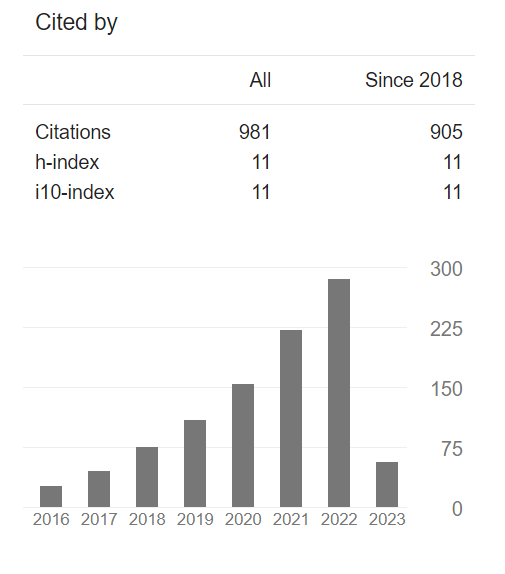 Cited by
All Since 2018
Citations 981 905
h-index 11 11
i10-index 11 11
300
225
150
75
0
2016 2017 2018 2019 2020 2021 2022 2023